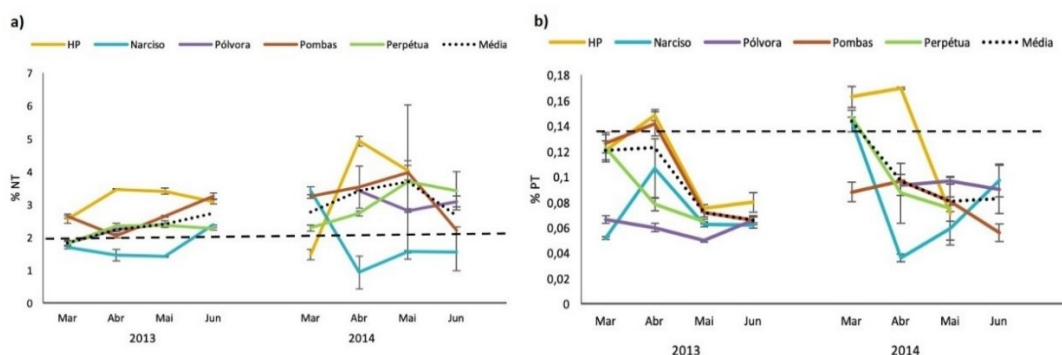 a)
HP Narciso Pólvora Pombas Perpétua Média
% NT
7
6
5
4
3
2
1
0
Mar Abr Mai Jun Mar Abr Mai Jun
2013 2014
b)
HP Narciso Pólvora Pombas Perpétua Média
% PT
0,18
0,16
0,14
0,12
0,1
0,08
0,06
0,04
0,02
0
Mar Abr Mai Jun Mar Abr Mai Jun
2013 2014